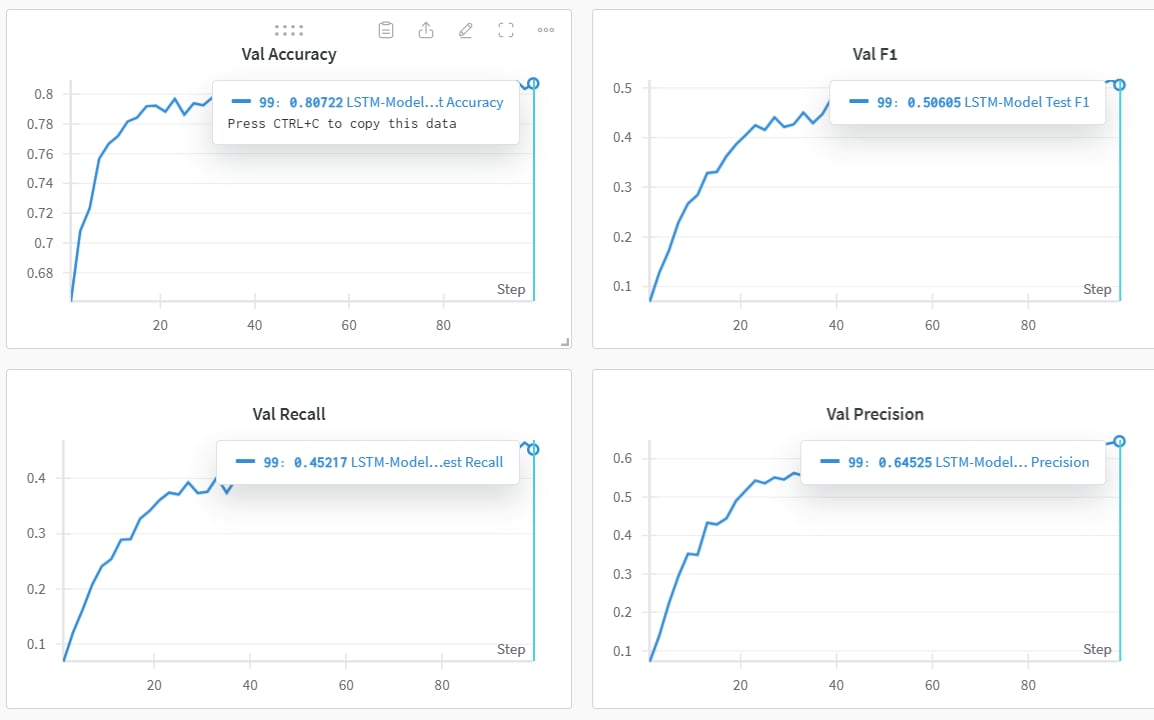 Val Accuracy
0.8
0.78
0.76
0.74
0.72
0.7
0.68
99: 0.80722 LSTM-Model...t Accuracy
Press CTRL+C to copy this data
Step
20 40 60 80
Val F1
0.5
0.4
0.3
0.2
0.1
99: 0.50605 LSTM-Model Test F1
Step
20 40 60 80
Val Recall
0.4
0.3
0.2
0.1
99: 0.45217 LSTM-Model...est Recall
Step
20 40 60 80
Val Precision
0.6
0.5
0.4
0.3
0.2
0.1
99: 0.64525 LSTM-Model... Precision
Step
20 40 60 80